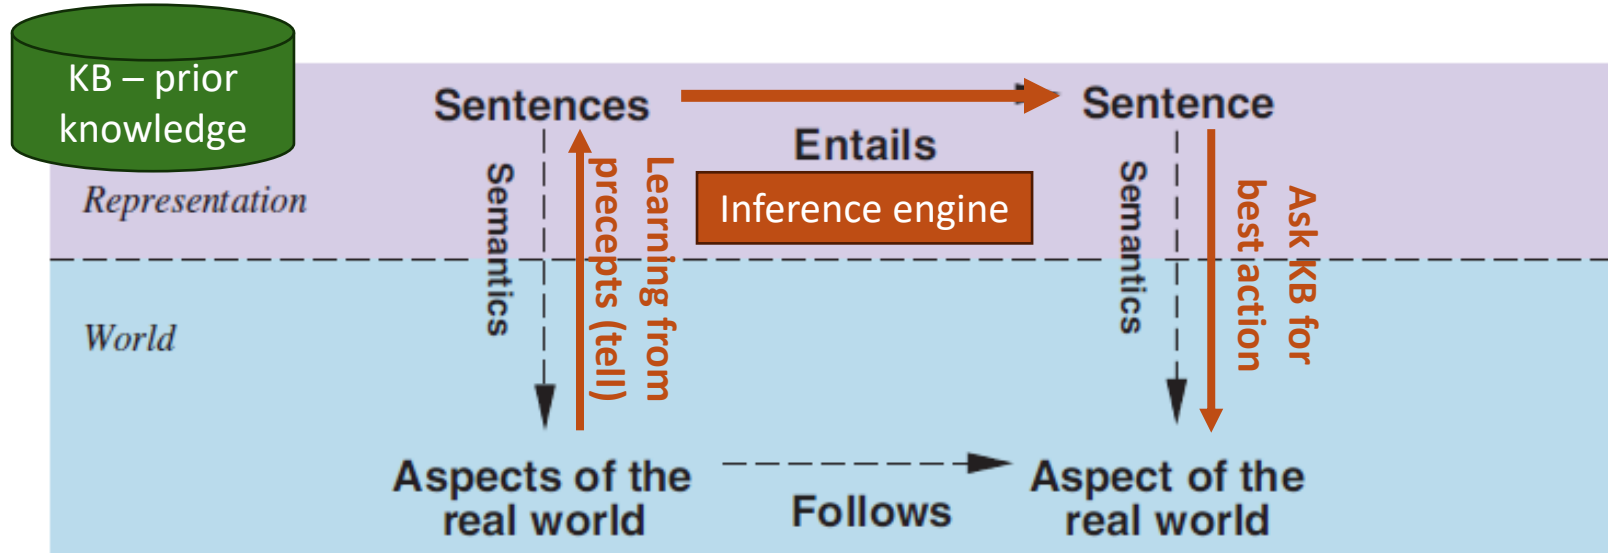 KB – prior
knowledge
Sentences
Sentence
Entails
Inference engine
Representation
Semantics
Learning from
precepts (tell)
Semantics
Ask KB for
best action
World
Aspects of the
real world
Follows
Aspect of the
real world